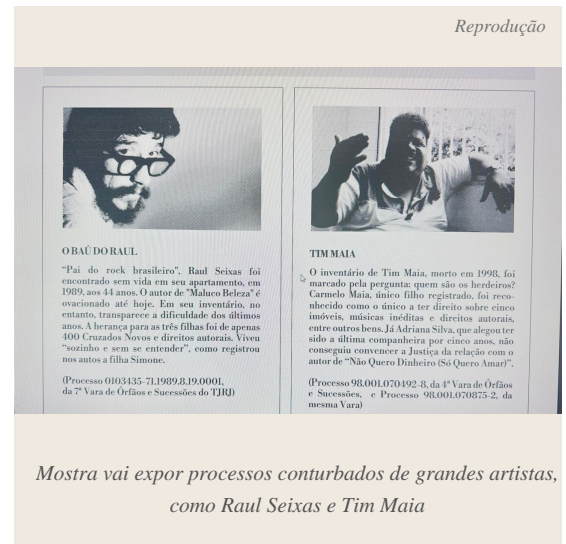 Reprodução
O BAÚ DO RAUL
“Pai do rock brasileiro”, Raul Seixas foi
encontrado sem vida em seu apartamento, em
1989, aos 44 anos. O autor de "Maluco Beleza" é
ovacionado até hoje. Em seu inventário, no
entanto, transparece a dificuldade dos últimos
anos. A herança para as três filhas foi de apenas
400 Cruzados Novos e direitos autorais. Viveu
“sozinho e sem se entender”, como registrou
nos autos a filha Simone.
(Processo 0103435-71.1989.8.19.0001,
da 7ª Vara de Órfãos e Sucessões do TJRJ)
TIM MAIA
O inventário de Tim Maia, morto em 1998, foi
marcado pela pergunta: quem são os herdeiros?
Carmelo Maia, único filho registrado, foi reco-
nhecido como o único a ter direito sobre cinco
imóveis, músicas inéditas e direitos autorais,
entre outros bens. Já Adriana Silva, que alegou ter
sido a última companheira por cinco anos, não
conseguiu convencer a Justiça da relação com o
autor de “Não Quero Dinheiro (Só Quero Amar)”.
(Processo 98.001.070492-8, da 4ª Vara de Órfãos
e Sucessões, e Processo 98.001.070875-2, da
mesma Vara)
Mostra vai expor processos conturbados de grandes artistas,
como Raul Seixas e Tim Maia